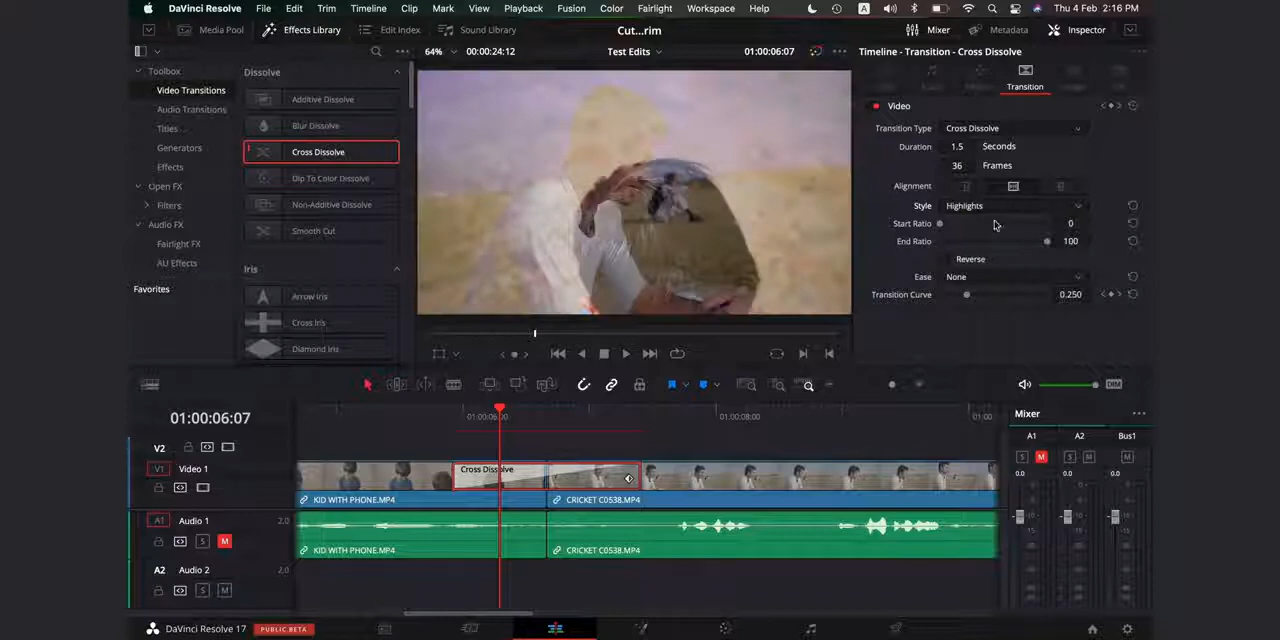 DaVinci Resolve File Edit Trim Timeline Clip Mark View Playback Fusion Color Fairlight Workspace Help A Thu 4 Feb 2:16 PM
Media Pool Effects Library Edit Index Sound Library Cut...rim Mixer Metadata Inspector
64% 00:00:24:12 Test Edits 01:00:06:07 Timeline - Transition - Cross Dissolve
Toolbox
Video Transitions
Audio Transitions
Titles
Generators
Effects
Open FX
Filters
Audio FX
Fairlight FX
AU Effects
Favorites
Dissolve
Additive Dissolve
Blur Dissolve
Cross Dissolve
Dip To Color Dissolve
Non-Additive Dissolve
Smooth Cut
Iris
Arrow Iris
Cross Iris
Diamond Iris
Transition
Video
Transition Type Cross Dissolve
Duration 1.5 Seconds
36 Frames
Alignment
Style Highlights
Start Ratio 0
End Ratio 100
Reverse
Ease None
Transition Curve 0.250
DIM
01:00:06:07
01:00:06:00 01:00:08:00 01:00
V2
V1 Video 1
Cross Dissolve
KID WITH PHONE.MP4 CRICKET C0538.MP4
A1 Audio 1 2.0
S M
KID WITH PHONE.MP4 CRICKET C0538.MP4
A2 Audio 2 2.0
S M
Mixer
A1 A2 Bus1
S M S M M
0.0 0.0 0.0
DaVinci Resolve 17 PUBLIC BETA